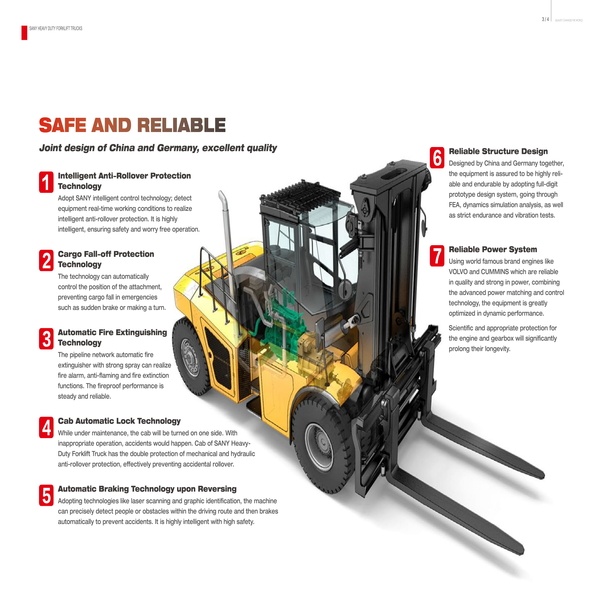 SANY HEAVY DUTY FORKLIFT TRUCKS
3/4
SAFE AND RELIABLE
Joint design of China and Germany, excellent quality
1
Intelligent Anti-Rollover Protection
Technology
Adopt SANY intelligent control technology; detect
equipment real-time working conditions to realize
intelligent anti-rollover protection. It is highly
intelligent, ensuring safety and worry free operation.
2
Cargo Fall-off Protection
Technology
The technology can automatically
control the position of the attachment,
preventing cargo fall in emergencies
such as sudden brake or making a turn.
3
Automatic Fire Extinguishing
Technology
The pipeline network automatic fire
extinguisher with strong spray can realize
fire alarm, anti-flaming and fire extinction
functions. The fireproof performance is
steady and reliable.
4
Cab Automatic Lock Technology
While under maintenance, the cab will be turned on one side. With
inappropriate operation, accidents would happen. Cab of SANY Heavy-
Duty Forklift Truck has the double protection of mechanical and hydraulic
anti-rollover protection, effectively preventing accidental rollover.
5
Automatic Braking Technology upon Reversing
Adopting technologies like laser scanning and graphic identification, the machine
can precisely detect people or obstacles within the driving route and then brakes
automatically to prevent accidents. It is highly intelligent with high safety.
6
Reliable Structure Design
Designed by China and Germany together,
the equipment is assured to be highly reli-
able and endurable by adopting full-digit
prototype design system, going through
FEA, dynamics simulation analysis, as well
as strict endurance and vibration tests.
7
Reliable Power System
Using world famous brand engines like
VOLVO and CUMMINS which are reliable
in quality and strong in power, combining
the advanced power matching and control
technology, the equipment is greatly
optimized in dynamic performance.
Scientific and appropriate protection for
the engine and gearbox will significantly
prolong their longevity.